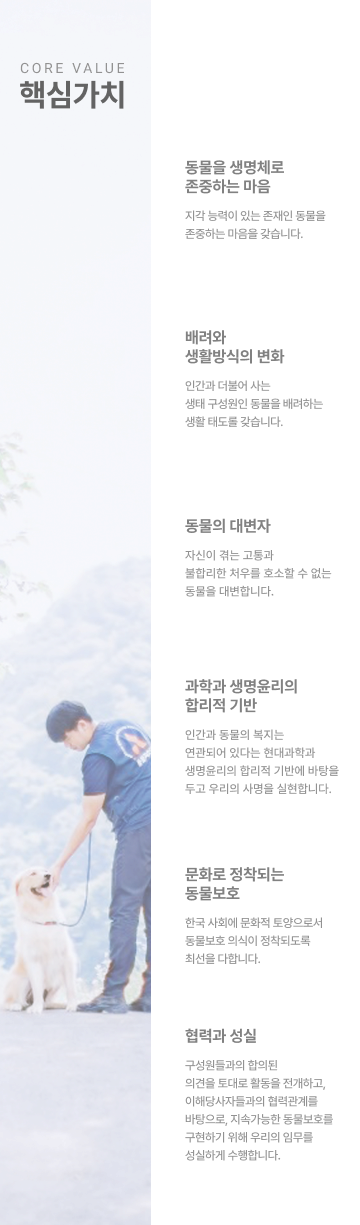 CORE VALUE
핵심가치
동물을 생명체로
존중하는 마음
지각 능력이 있는 존재인 동물을
존중하는 마음을 갖습니다.
배려와
생활방식의 변화
인간과 더불어 사는
생태 구성원인 동물을 배려하는
생활 태도를 갖습니다.
동물의 대변자
자신이 겪는 고통과
불합리한 처우를 호소할 수 없는
동물을 대변합니다.
과학과 생명윤리의
합리적 기반
인간과 동물의 복지는
연관되어 있다는 현대과학과
생명윤리의 합리적 기반에 바탕을
두고 우리의 사명을 실현합니다.
문화로 정착되는
동물보호
한국 사회에 문화적 토양으로서
동물보호 의식이 정착되도록
최선을 다합니다.
협력과 성실
구성원들과의 합의된
의견을 토대로 활동을 전개하고,
이해당사자들과의 협력관계를
바탕으로, 지속가능한 동물보호를
구현하기 위해 우리의 임무를
성실하게 수행합니다.